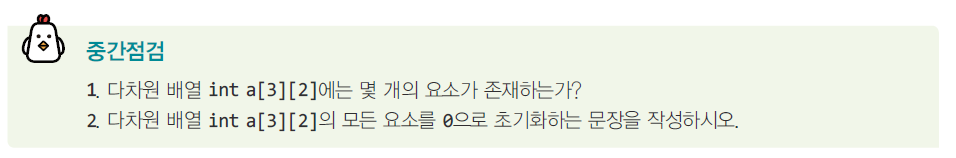 중간점검
1. 다차원 배열 int a[3][2]에는 몇 개의 요소가 존재하는가?
2. 다차원 배열 int a[3][2]의 모든 요소를 0으로 초기화하는 문장을 작성하시오.